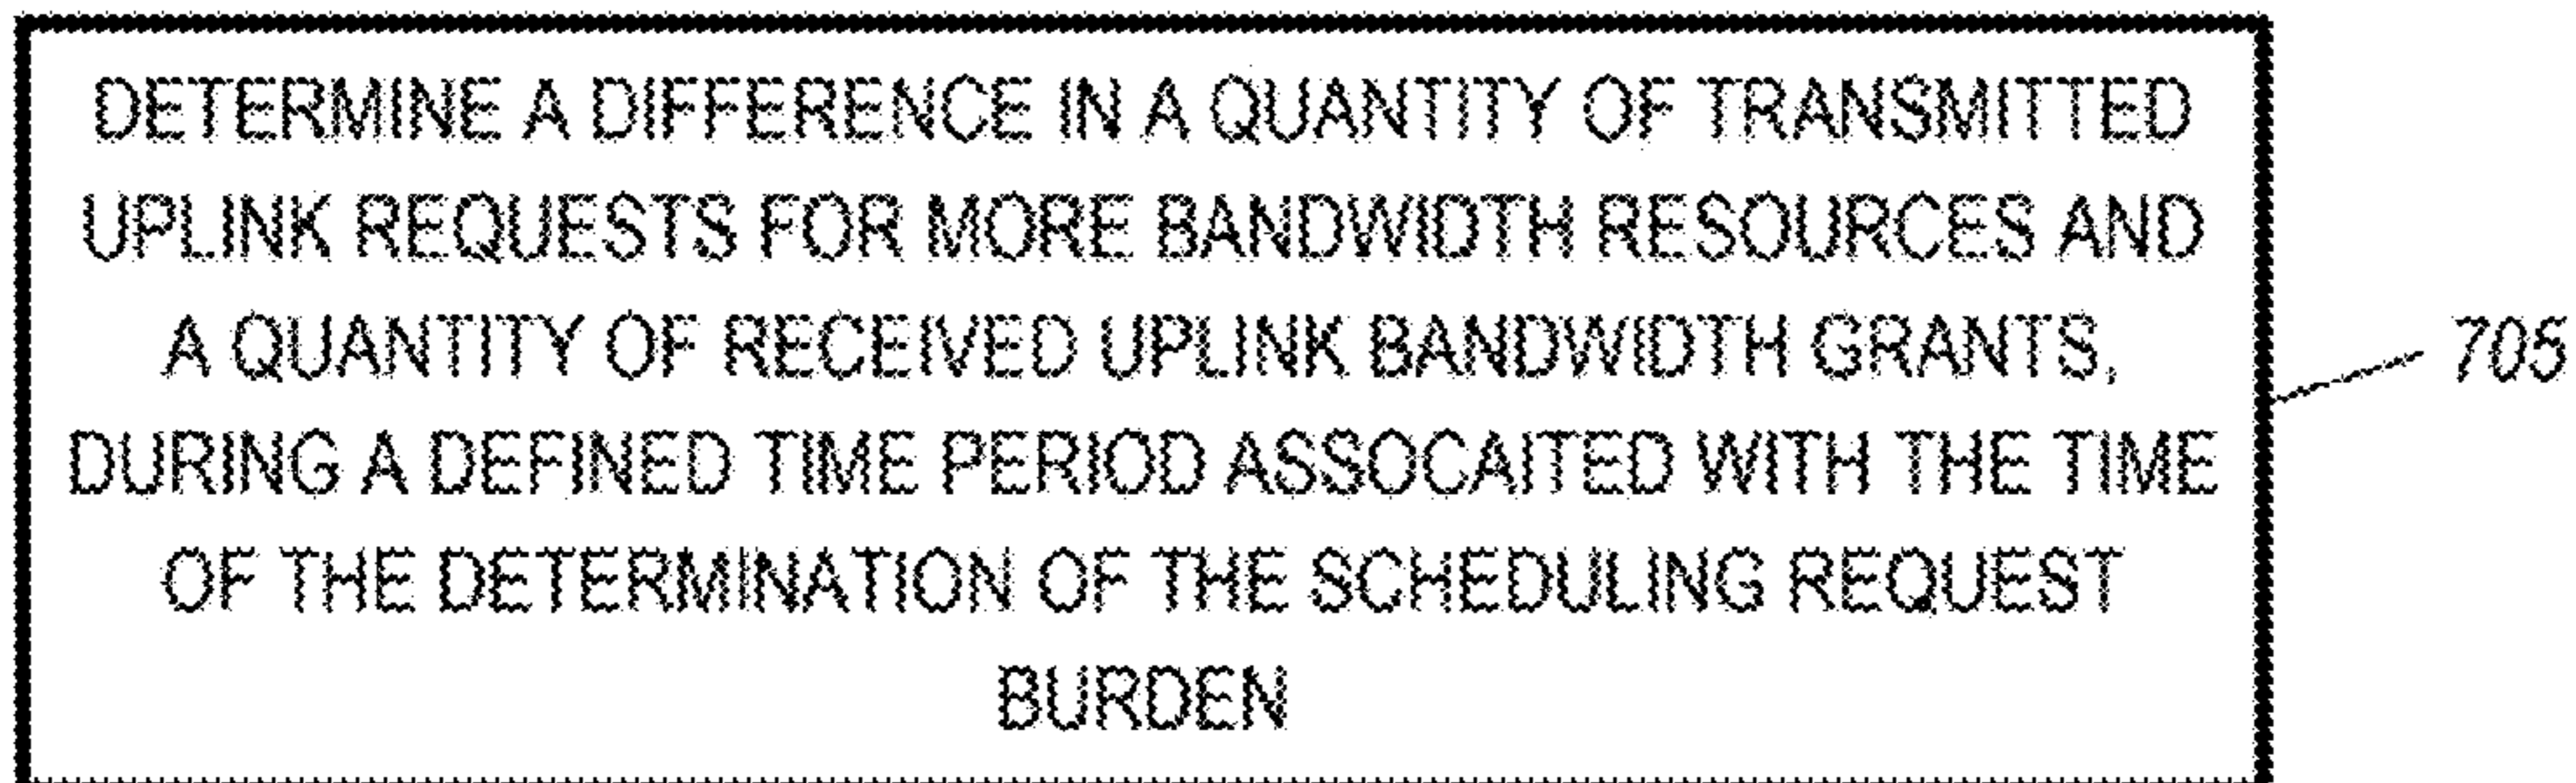 DETERMINE A DIFFERENCE IN A QUANTITY OF TRANSMITTED
UPLINK REQUESTS FOR MORE BANDWIDTH RESOURCES AND
A QUANTITY OF RECEIVED UPLINK BANDWIDTH GRANTS,
DURING A DEFINED TIME PERIOD ASSOCAITED WITH THE TIME
OF THE DETERMINATION OF THE SCHEDULING REQUEST
BURDEN
705